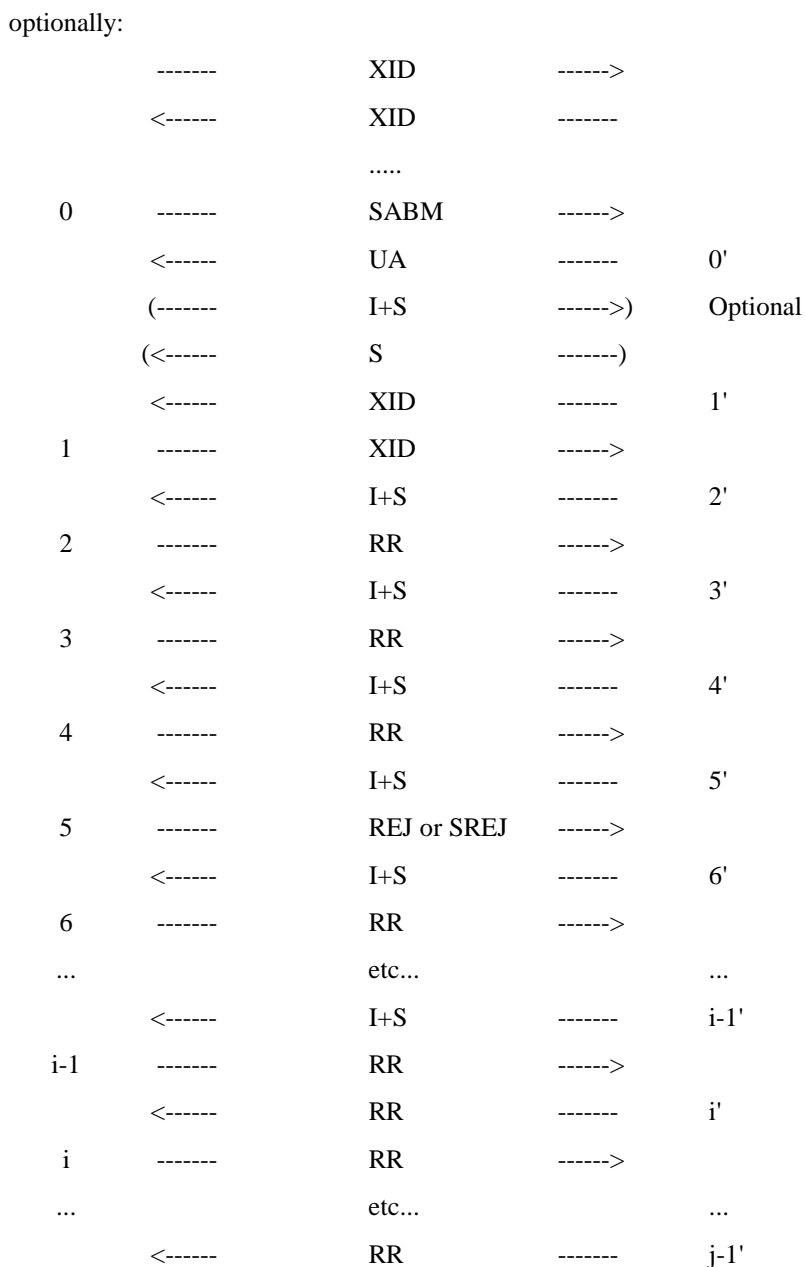 optionally:
------- XID ------>
<------ XID -------
.....
0 ------- SABM ------>
<------ UA ------- 0'
(------- I+S ------>) Optional
(<------ S -------)
<------ XID ------- 1'
1 ------- XID ------>
<------ I+S ------- 2'
2 ------- RR ------>
<------ I+S ------- 3'
3 ------- RR ------>
<------ I+S ------- 4'
4 ------- RR ------>
<------ I+S ------- 5'
5 ------- REJ or SREJ ------>
<------ I+S ------- 6'
6 ------- RR ------>
... etc... ...
<------ I+S ------- i-1'
i-1 ------- RR ------>
<------ RR ------- i'
i ------- RR ------>
... etc... ...
<------ RR ------- j-1'